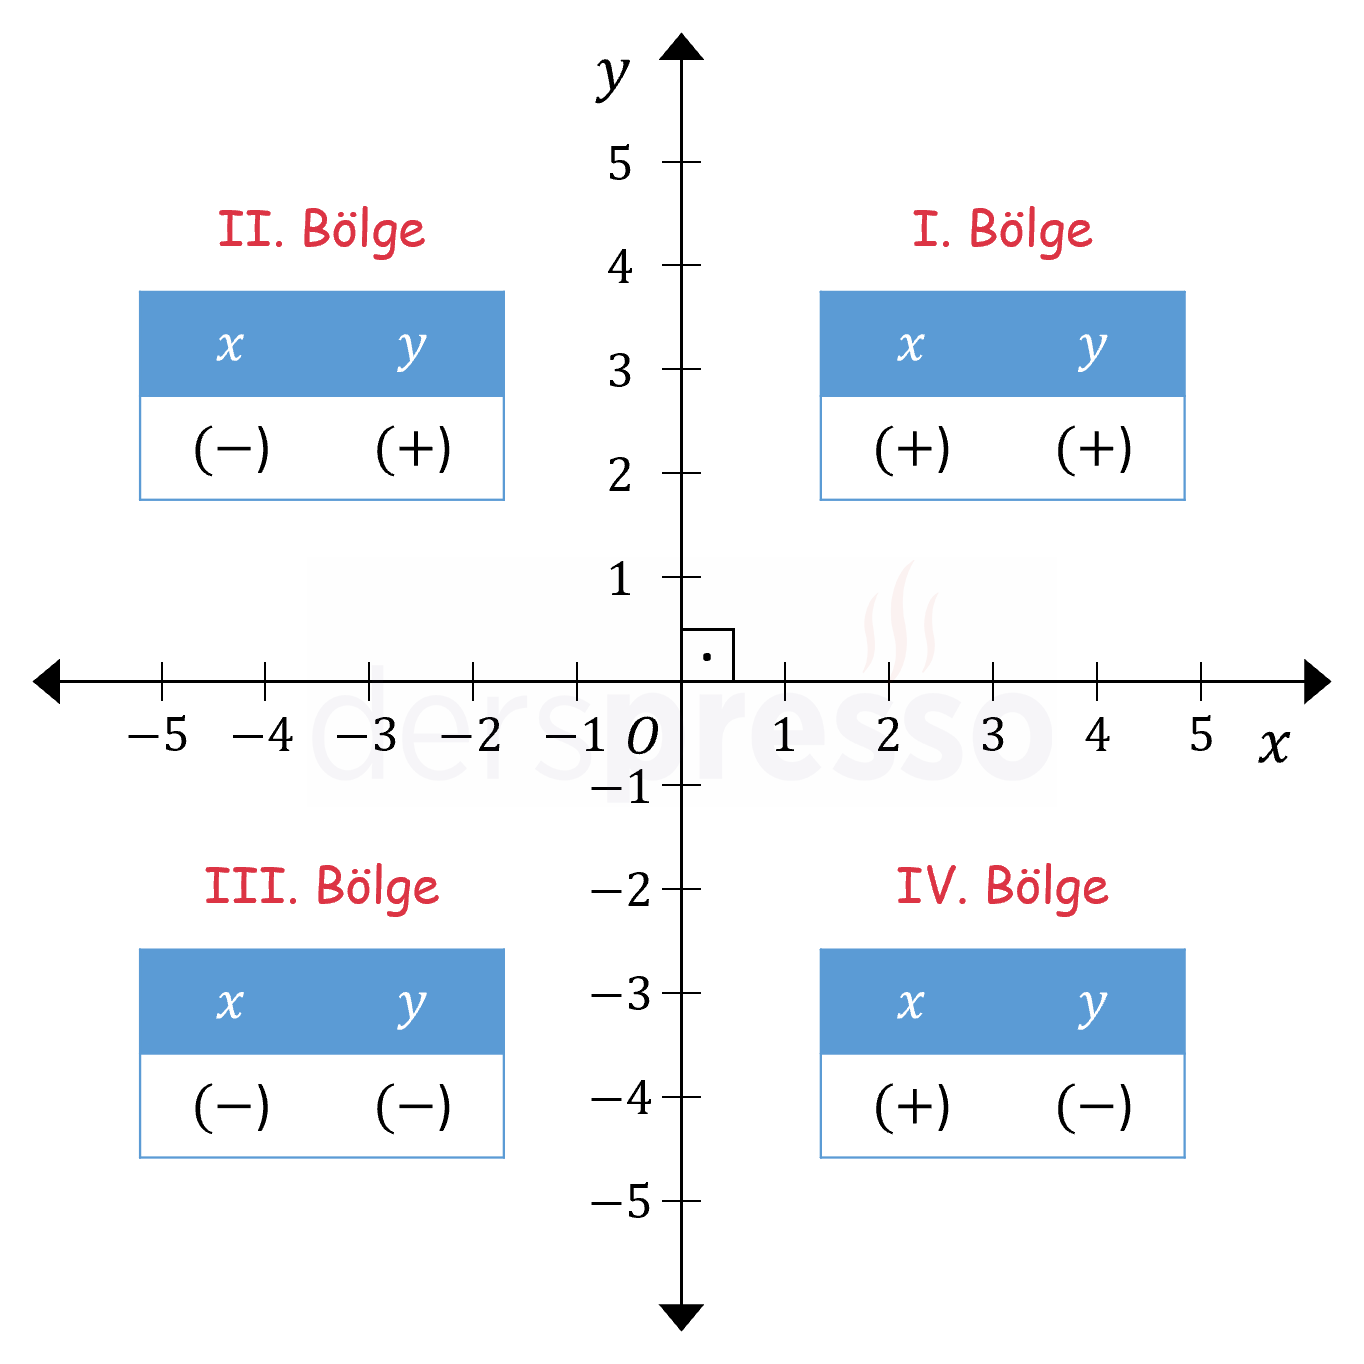 y
5
II. Bölge I. Bölge
4
x y x y
3
(−) (+) (+) (+)
2
1
−5 −4 −3 −2 −1 O 1 2 3 4 5 x
derspresso
−1
III. Bölge IV. Bölge
−2
x y x y
−3
(−) (−) (+) (−)
−4
−5